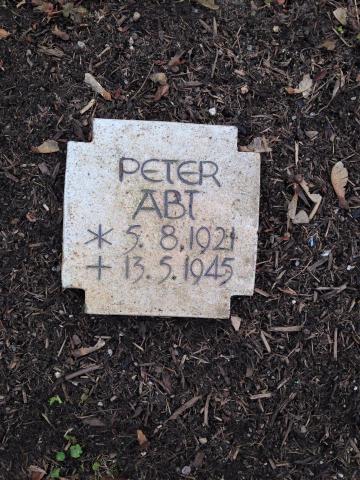 PETER
ABT
* 5. 8.1921
+ 13.5.1945